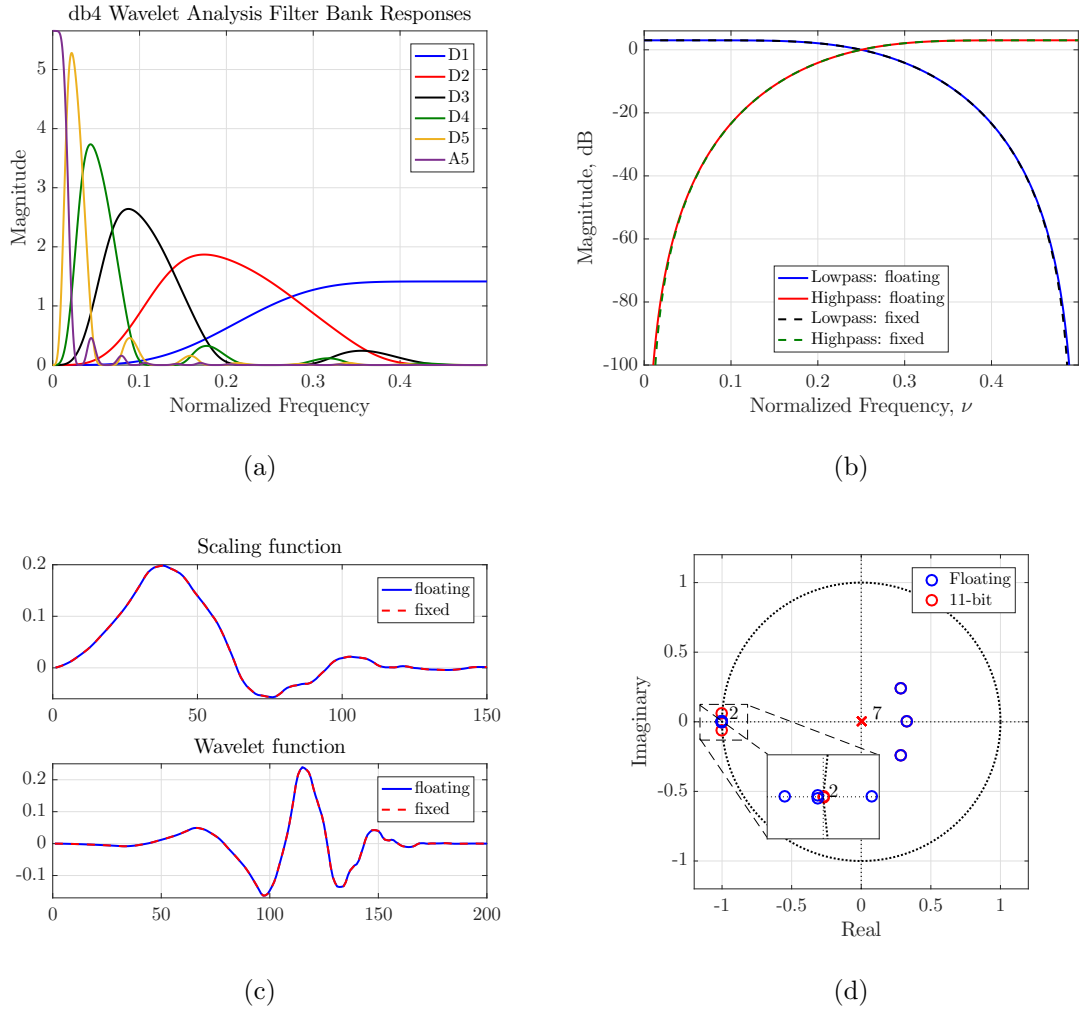 db4 Wavelet Analysis Filter Bank Responses
Magnitude
5
4
3
2
1
0
D1
D2
D3
D4
D5
A5
0 0.1 0.2 0.3 0.4
Normalized Frequency
(a)
Magnitude, dB
0
-20
-40
-60
-80
-100
Lowpass: floating
Highpass: floating
Lowpass: fixed
Highpass: fixed
0 0.1 0.2 0.3 0.4
Normalized Frequency, ν
(b)
Scaling function
0.2
0.1
0
floating
fixed
0 50 100 150
Wavelet function
0.2
0.1
0
-0.1
floating
fixed
0 50 100 150 200
(c)
Imaginary
1
0.5
0
-0.5
-1
Floating
11-bit
2
7
2
-1 -0.5 0 0.5 1
Real
(d)